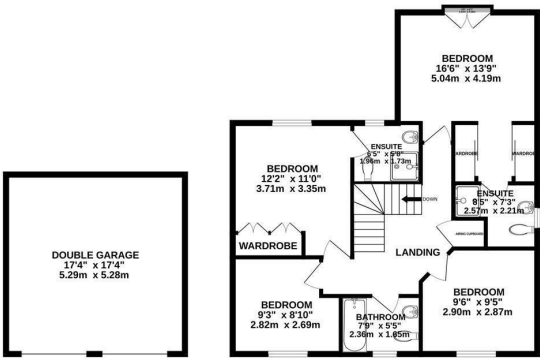 BEDROOM
16'6" x 13'9"
5.04m x 4.19m
BEDROOM
12'2" x 11'0"
3.71m x 3.35m
WARDROBE
ENSUITE
1.73m
WARDROBE
WARDROBE
ENSUITE
8'5" x 7'3"
2.57m x 2.21m
DOWN
LANDING
DOUBLE GARAGE
17'4" x 17'4"
5.29m x 5.28m
BEDROOM
9'3" x 8'10"
2.82m x 2.69m
BATHROOM
7'9" x 5'5"
2.36m x 1.65m
BEDROOM
9'6" x 9'5"
2.90m x 2.87m